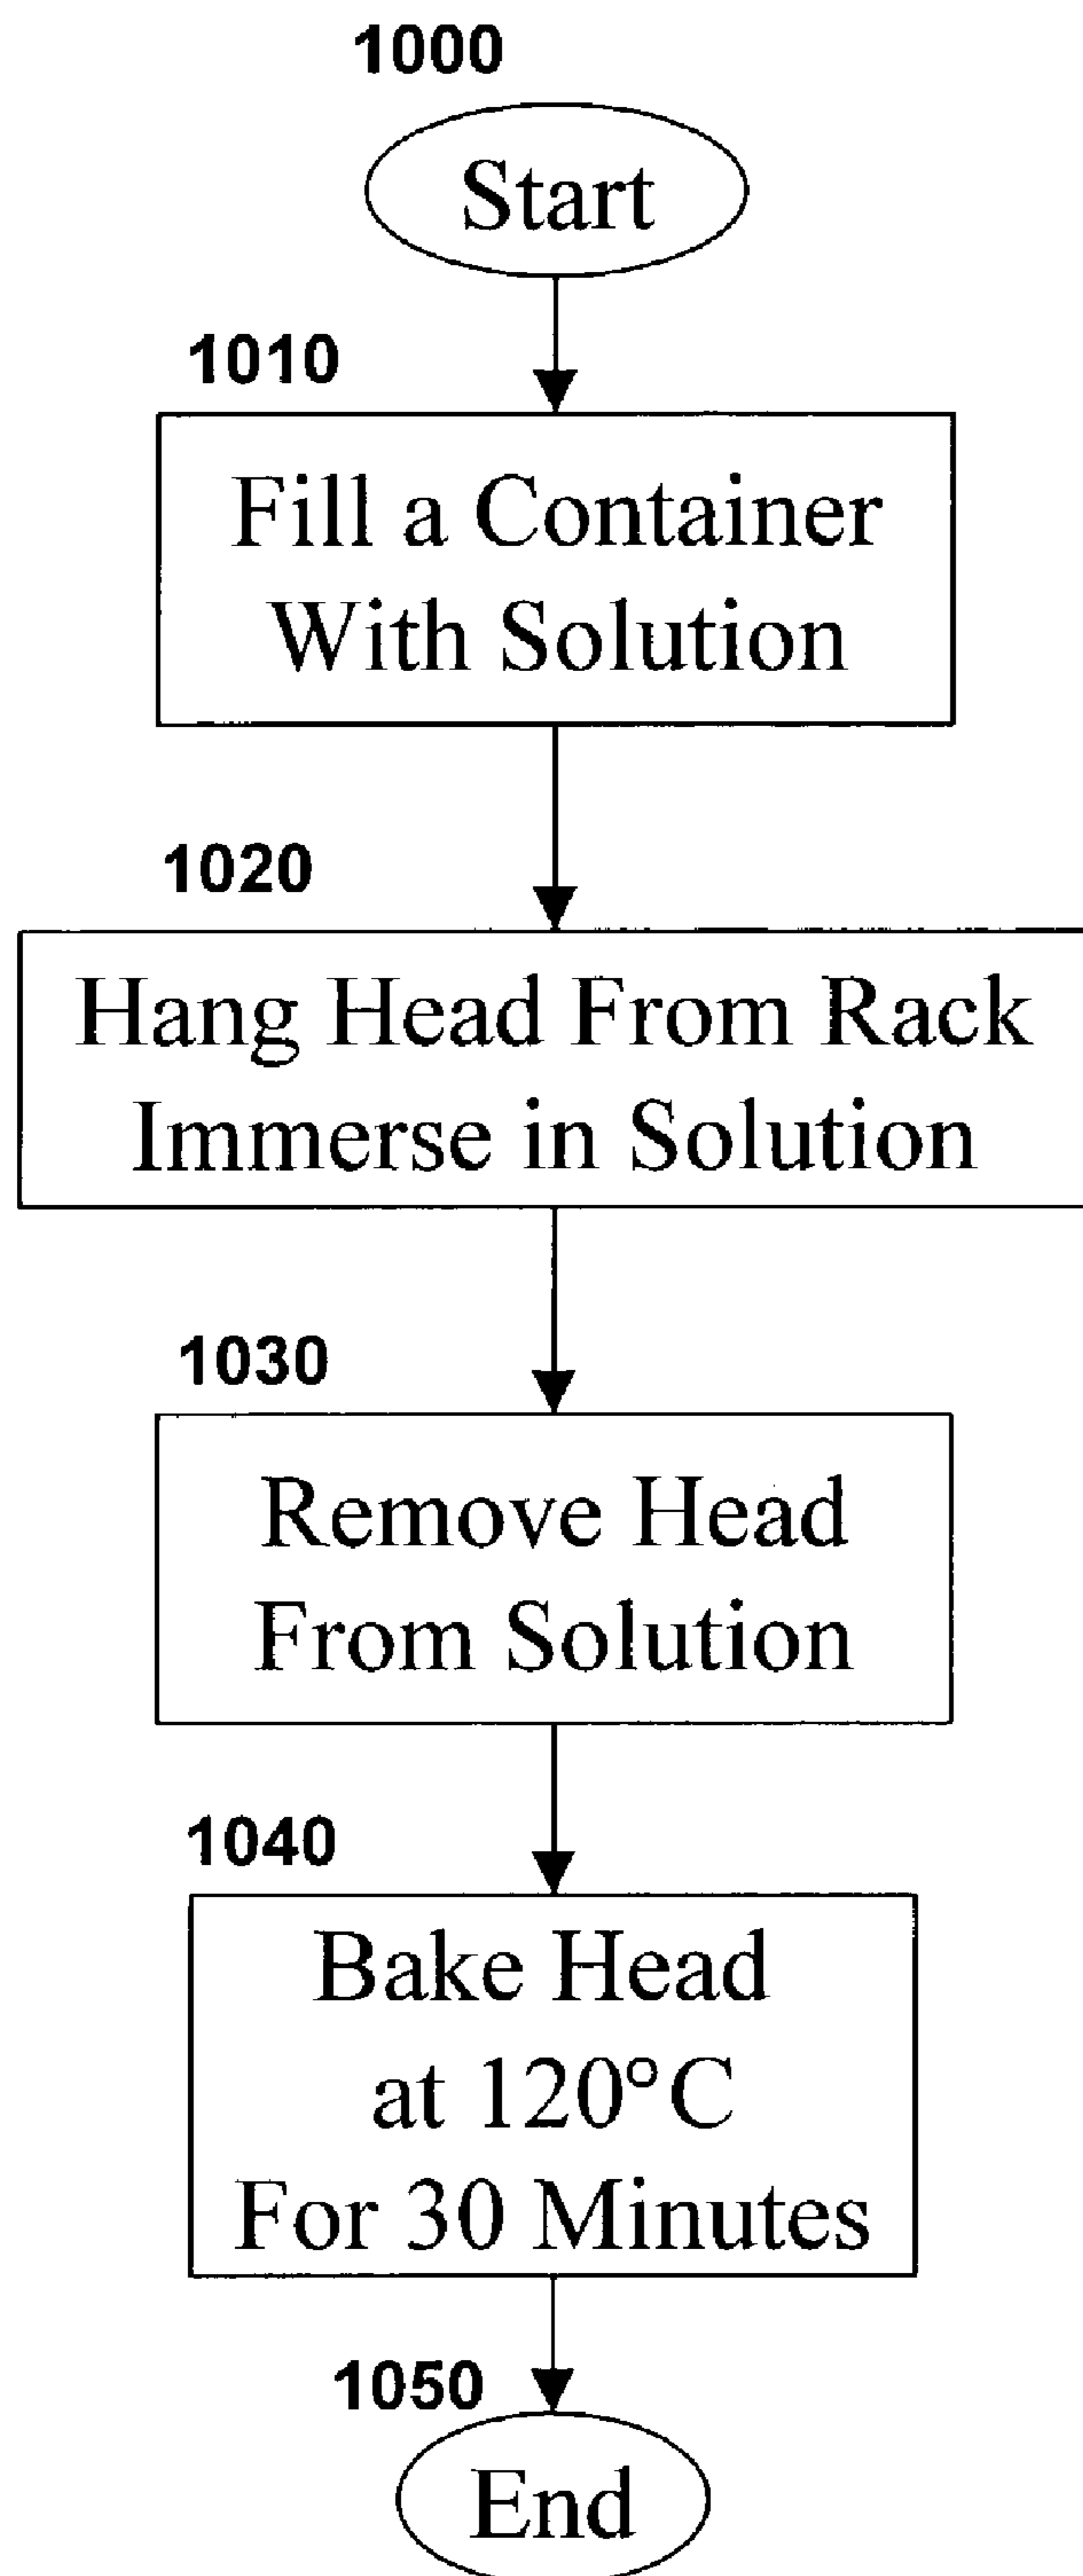 1000
Start
1010
Fill a Container
With Solution
1020
Hang Head From Rack
Immerse in Solution
1030
Remove Head
From Solution
1040
Bake Head
at 120°C
For 30 Minutes
1050
End